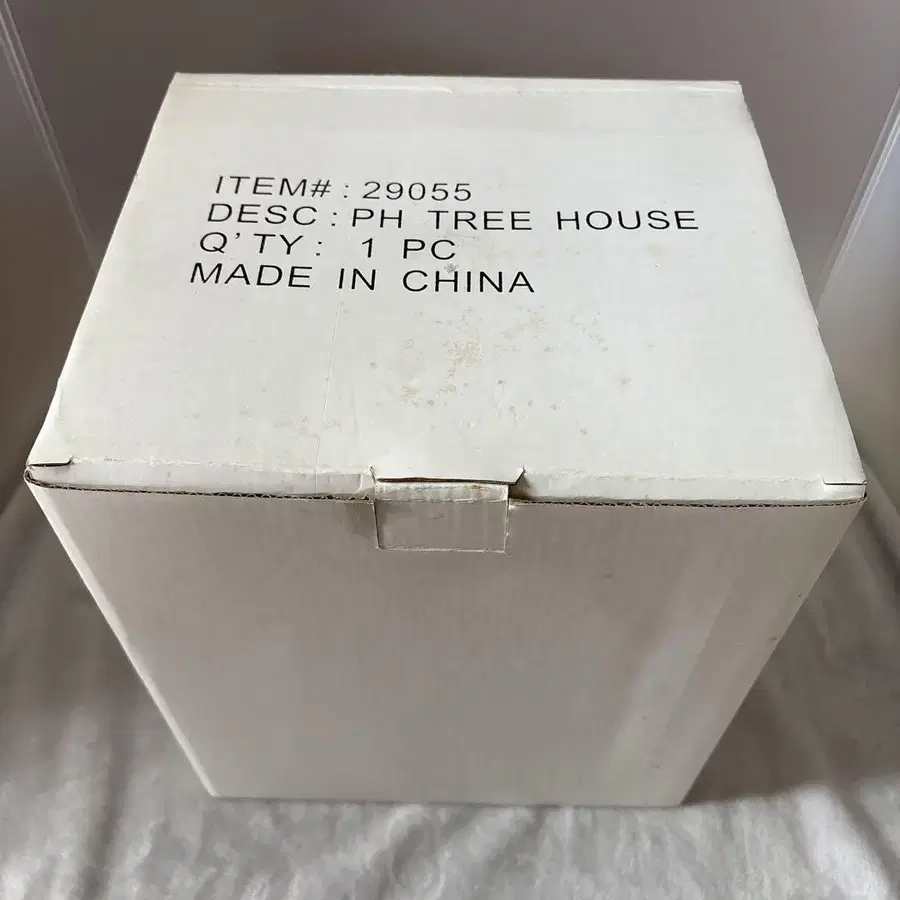 ITEM# : 29055
DESC : PH TREE HOUSE
Q'TY : 1 PC
MADE IN CHINA